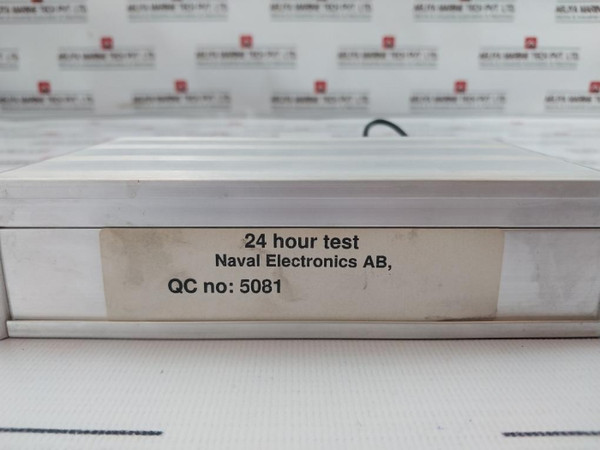 24 hour test
Naval Electronics AB,
QC no: 5081